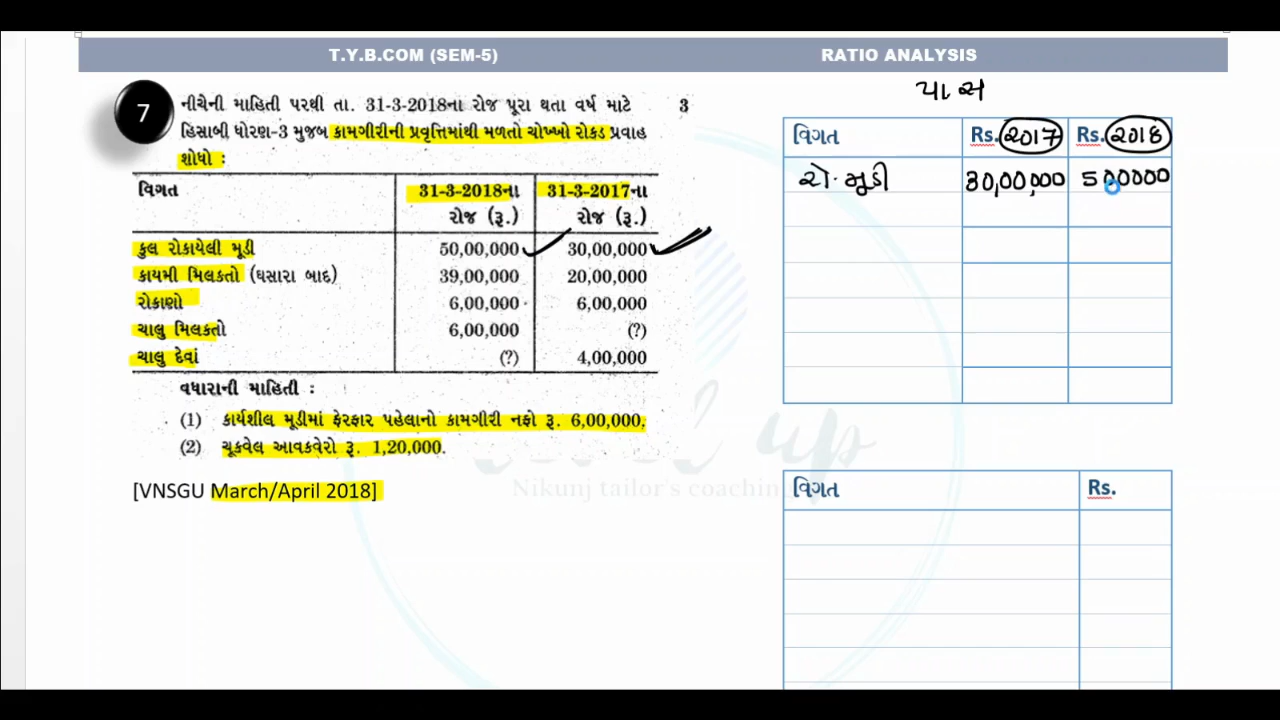 T.Y.B.COM (SEM-5) RATIO ANALYSIS
7 નીચેની માહિતી પરથી તા. 31-3-2018ના રોજ પૂરા થતા વર્ષ માટે 3
હિસાબી ધોરણ-3 મુજબ કામગીરીની પ્રવૃત્તિમાંથી મળતો ચોખ્ખો રોકડ પ્રવાહ
શોધો :
વિગત 31-3-2018ના 31-3-2017ના
રોજ (રૂ.) રોજ (રૂ.)
કુલ રોકાયેલી મૂડી 50,00,000 30,00,000
કાયમી મિલકતો (ઘસારા બાદ) 39,00,000 20,00,000
રોકાણો 6,00,000 6,00,000
ચાલુ મિલકતો 6,00,000 (?)
ચાલુ દેવાં (?) 4,00,000
વધારાની માહિતી :
(1) કાર્યશીલ મૂડીમાં ફેરફાર પહેલાનો કામગીરી નફો રૂ. 6,00,000.
(2) ચૂકવેલ આવકવેરો રૂ. 1,20,000.
[VNSGU March/April 2018]
up
Nikunj tailor's coaching
વિગત Rs. 2017 Rs. 2018
રો. મૂડી 30,00,000 5000000
વિગત Rs.